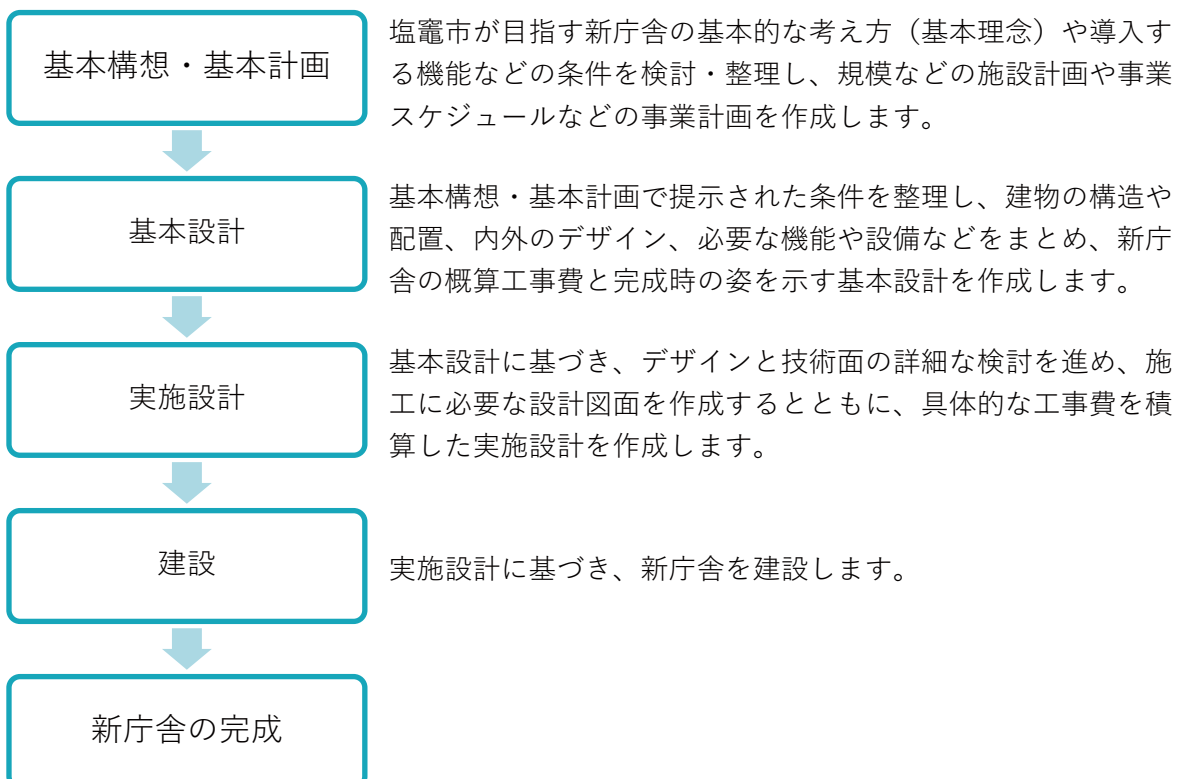 基本構想・基本計画
塩竈市が目指す新庁舎の基本的な考え方（基本理念）や導入す
る機能などの条件を検討・整理し、規模などの施設計画や事業
スケジュールなどの事業計画を作成します。
基本設計
基本構想・基本計画で提示された条件を整理し、建物の構造や
配置、内外のデザイン、必要な機能や設備などをまとめ、新庁
舎の概算工事費と完成時の姿を示す基本設計を作成します。
実施設計
基本設計に基づき、デザインと技術面の詳細な検討を進め、施
工に必要な設計図面を作成するとともに、具体的な工事費を積
算した実施設計を作成します。
建設
実施設計に基づき、新庁舎を建設します。
新庁舎の完成